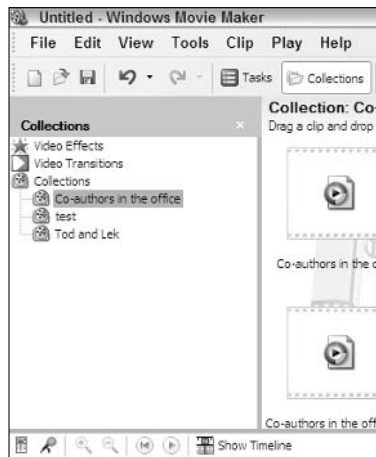 Untitled - Windows Movie Maker
File Edit View Tools Clip Play Help
Tasks Collections
Collections ×
Video Effects
Video Transitions
Collections
Co-authors in the office
test
Tod and Lek
Collection: Co-
Drag a clip and drop
Co-authors in the o
Co-authors in the off
Show Timeline